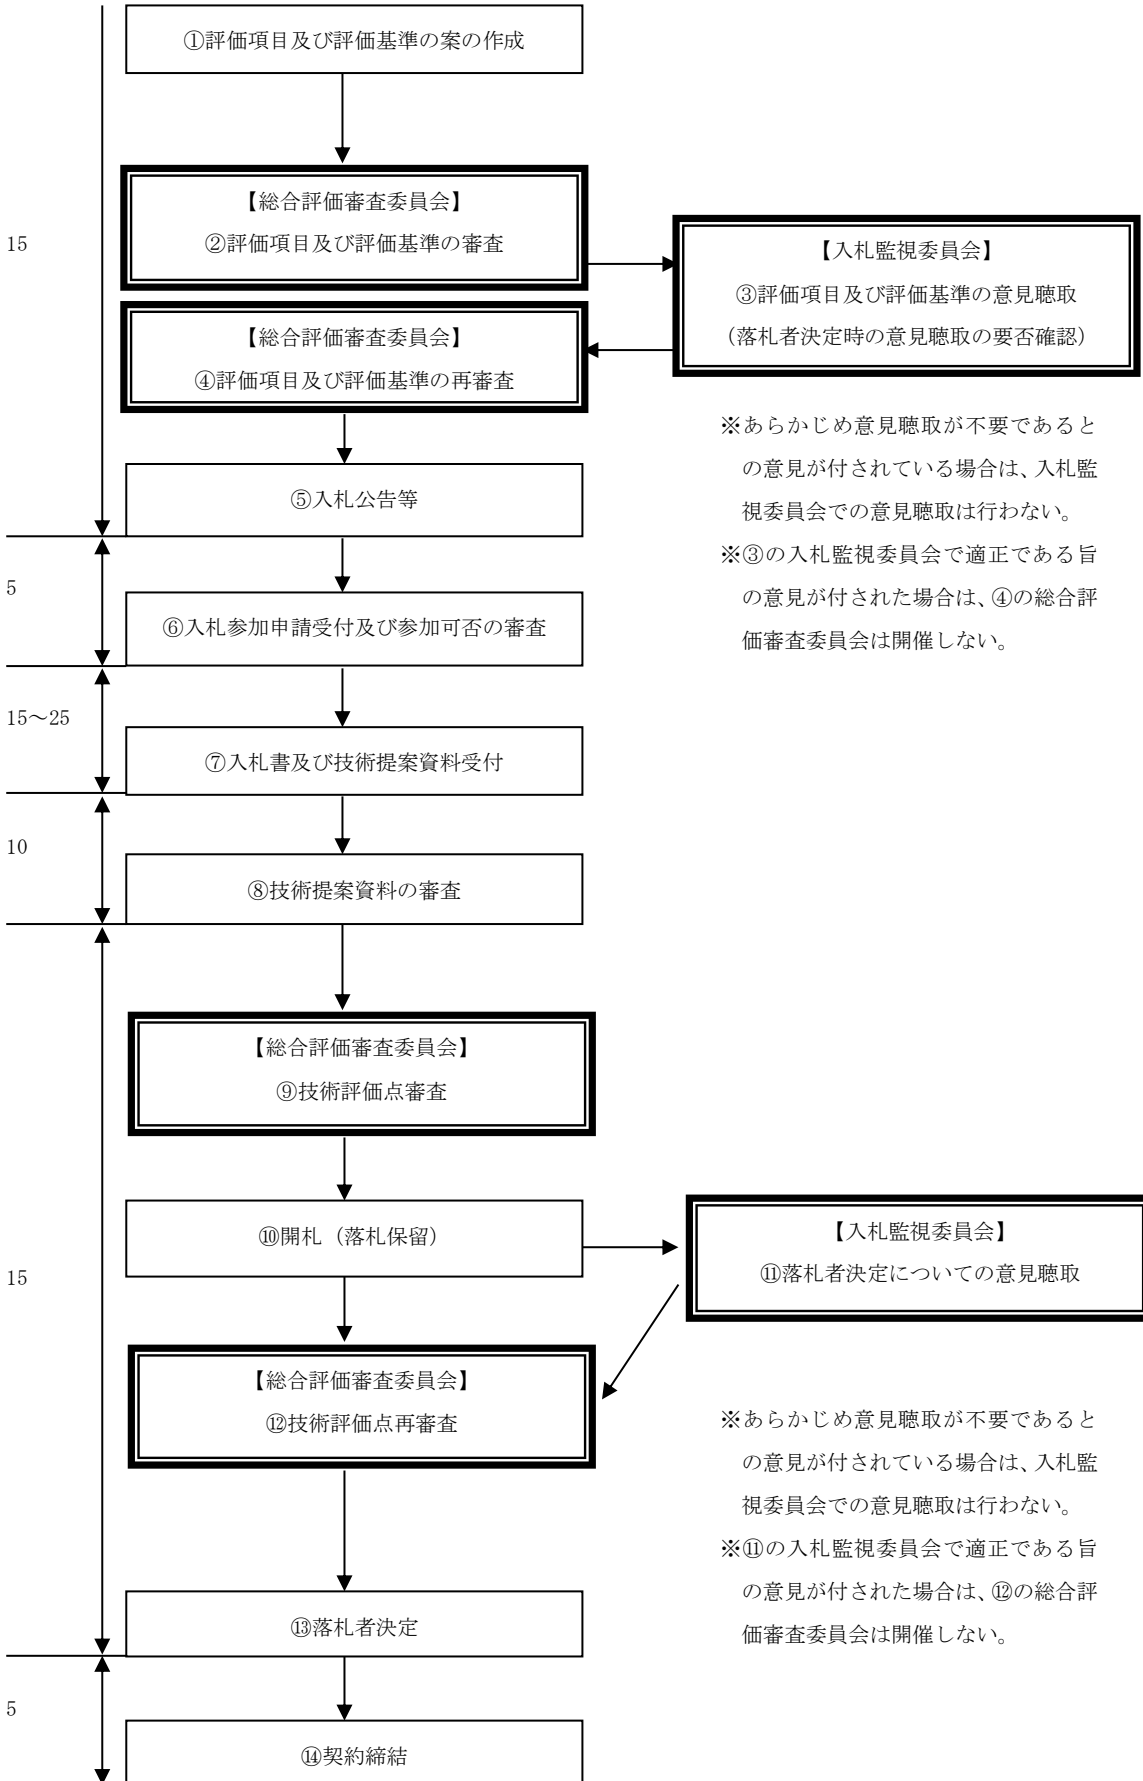 ①評価項目及び評価基準の案の作成
15
【総合評価審査委員会】
②評価項目及び評価基準の審査
【入札監視委員会】
③評価項目及び評価基準の意見聴取
（落札者決定時の意見聴取の要否確認）
【総合評価審査委員会】
④評価項目及び評価基準の再審査
※あらかじめ意見聴取が不要であると
の意見が付されている場合は、入札監
視委員会での意見聴取は行わない。
※③の入札監視委員会で適正である旨
の意見が付された場合は、④の総合評
価審査委員会は開催しない。
⑤入札公告等
5
⑥入札参加申請受付及び参加可否の審査
15～25
⑦入札書及び技術提案資料受付
10
⑧技術提案資料の審査
【総合評価審査委員会】
⑨技術評価点審査
⑩開札（落札保留）
【入札監視委員会】
⑪落札者決定についての意見聴取
15
【総合評価審査委員会】
⑫技術評価点再審査
※あらかじめ意見聴取が不要であると
の意見が付されている場合は、入札監
視委員会での意見聴取は行わない。
※⑪の入札監視委員会で適正である旨
の意見が付された場合は、⑫の総合評
価審査委員会は開催しない。
⑬落札者決定
5
⑭契約締結